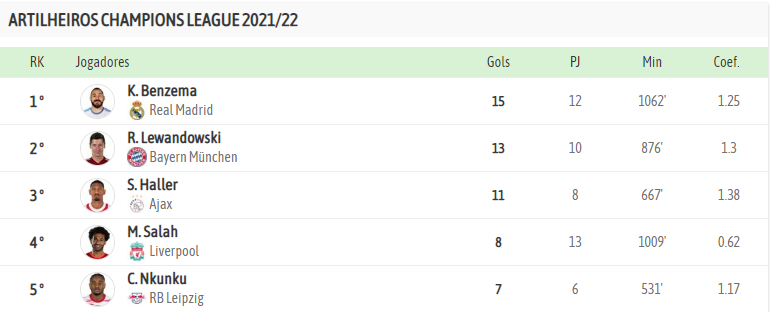 ARTILHEIROS CHAMPIONS LEAGUE 2021/22
RK Jogadores Gols PJ Min Coef.
1° K. Benzema 15 12 1062' 1.25
Real Madrid
2° R. Lewandowski 13 10 876' 1.3
Bayern München
3° S. Haller 11 8 667' 1.38
Ajax
4° M. Salah 8 13 1009' 0.62
Liverpool
5° C. Nkunku 7 6 531' 1.17
RB Leipzig